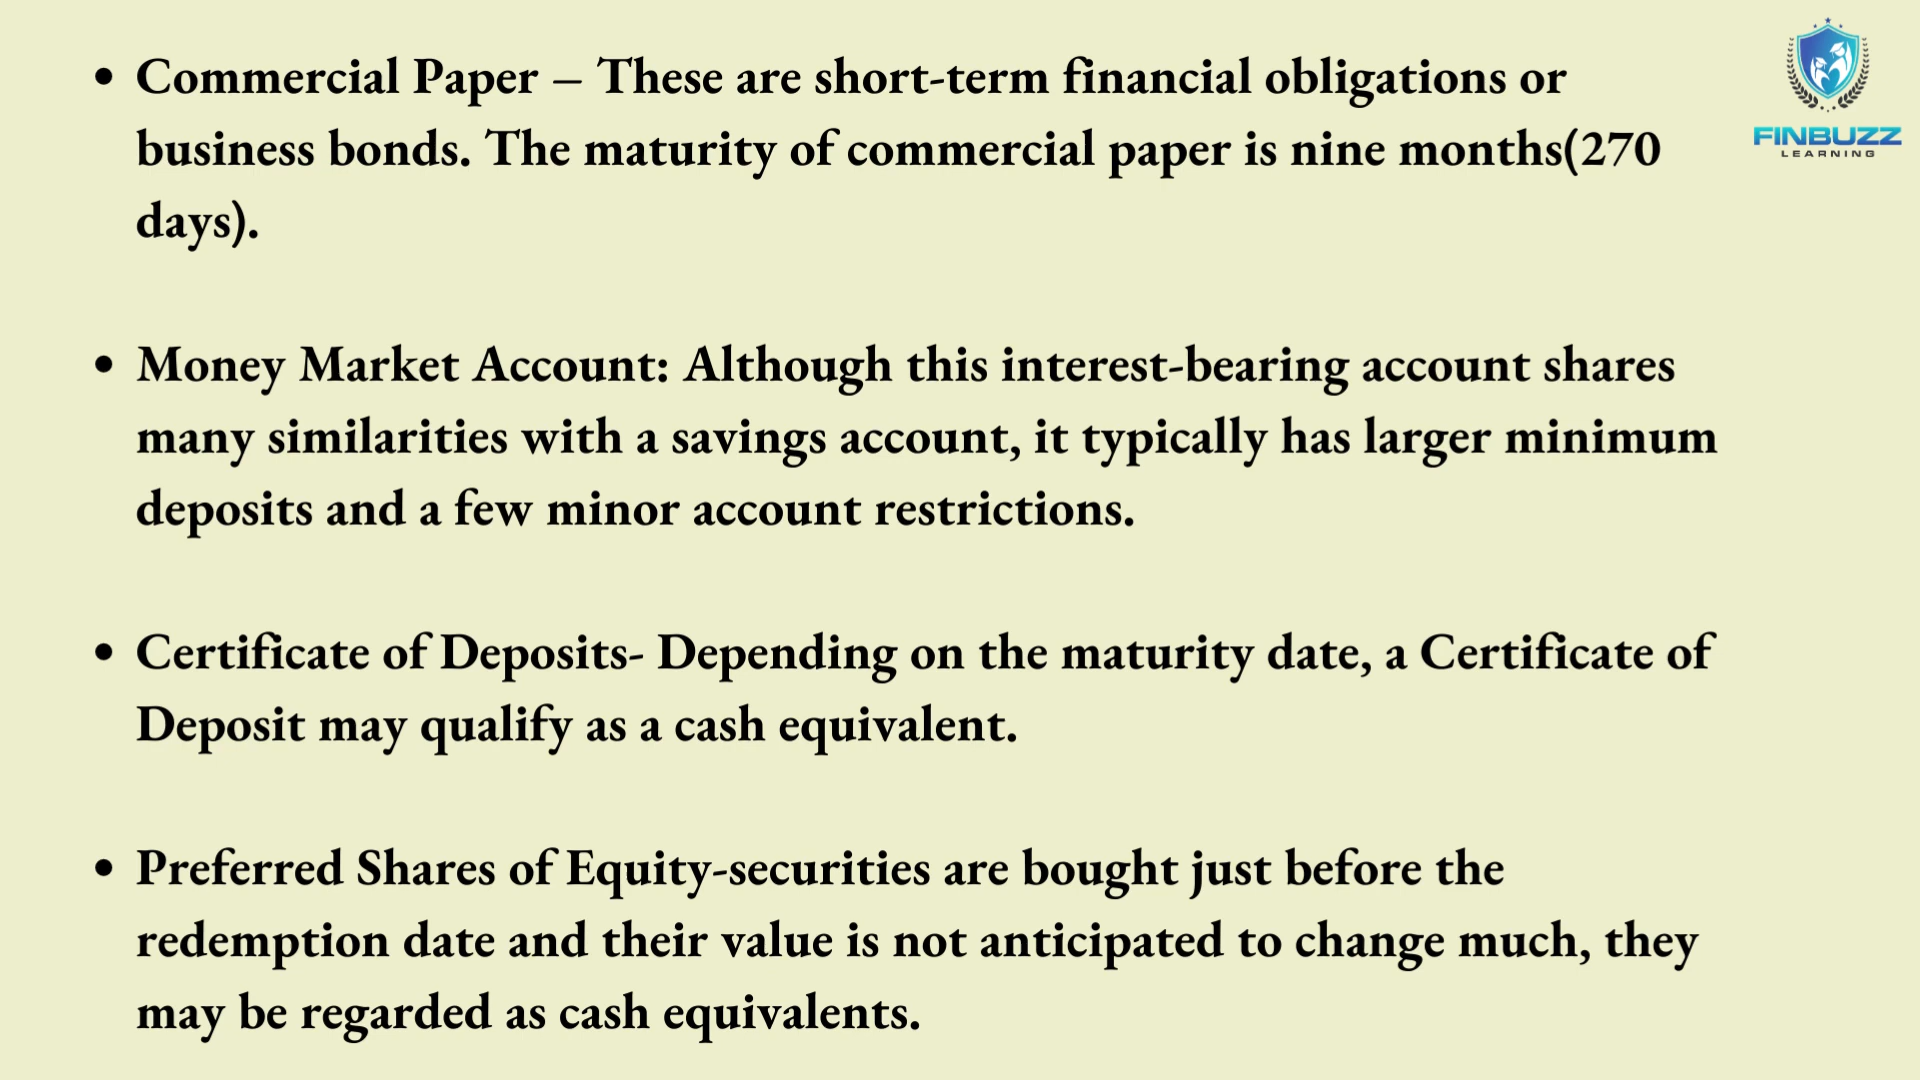 • Commercial Paper – These are short-term financial obligations or
business bonds. The maturity of commercial paper is nine months(270
days).
• Money Market Account: Although this interest-bearing account shares
many similarities with a savings account, it typically has larger minimum
deposits and a few minor account restrictions.
• Certificate of Deposits- Depending on the maturity date, a Certificate of
Deposit may qualify as a cash equivalent.
• Preferred Shares of Equity-securities are bought just before the
redemption date and their value is not anticipated to change much, they
may be regarded as cash equivalents.
FINBUZZ
LEARNING